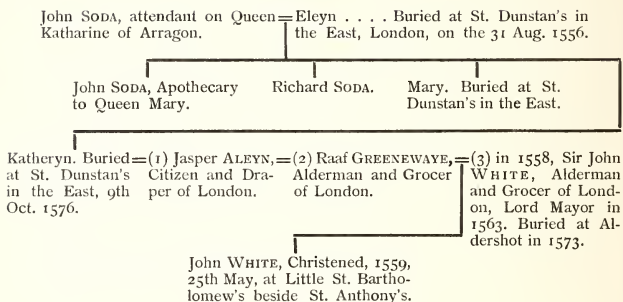 John SODA, attendant on Queen=Eleyn . . . . Buried at St. Dunstan's in
Katharine of Arragon. the East, London, on the 31 Aug. 1556.
John SODA, Apothecary
to Queen Mary.
Richard SODA.
Mary. Buried at St.
Dunstan's in the East.
Katheryn. Buried=(1) Jasper ALEYN,=(2) Raaf GREENEWAYE,=(3) in 1558, Sir John
at St. Dunstan's Citizen and Dra- Alderman and Grocer WHITE, Alderman
in the East, 9th per of London. of London. and Grocer of Lond-
Oct. 1576. on, Lord Mayor in
1563. Buried at Al-
dershot in 1573.
John WHITE, Christened, 1559,
25th May, at Little St. Bartho-
lomew's beside St. Anthony's.